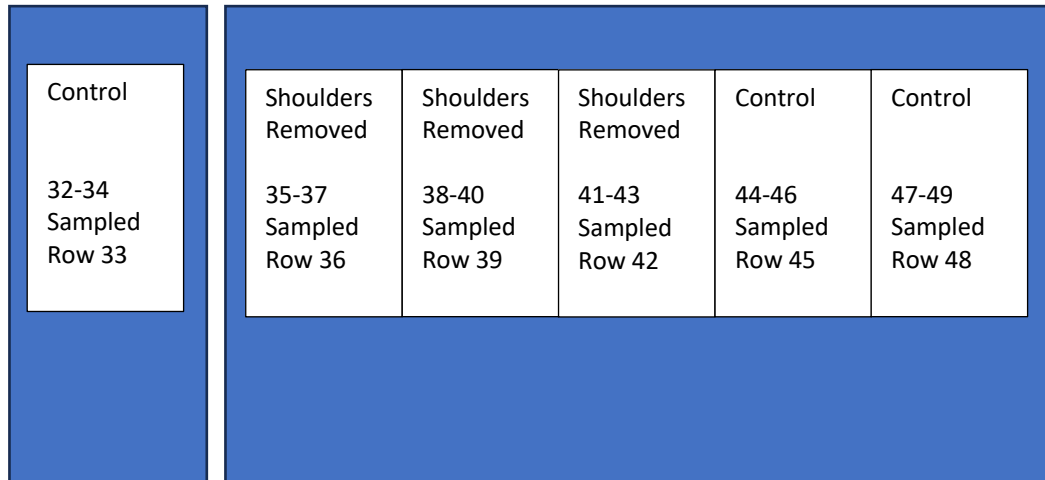 Control
32-34
Sampled
Row 33
Shoulders
Removed
35-37
Sampled
Row 36
Shoulders
Removed
38-40
Sampled
Row 39
Shoulders
Removed
41-43
Sampled
Row 42
Control
44-46
Sampled
Row 45
Control
47-49
Sampled
Row 48